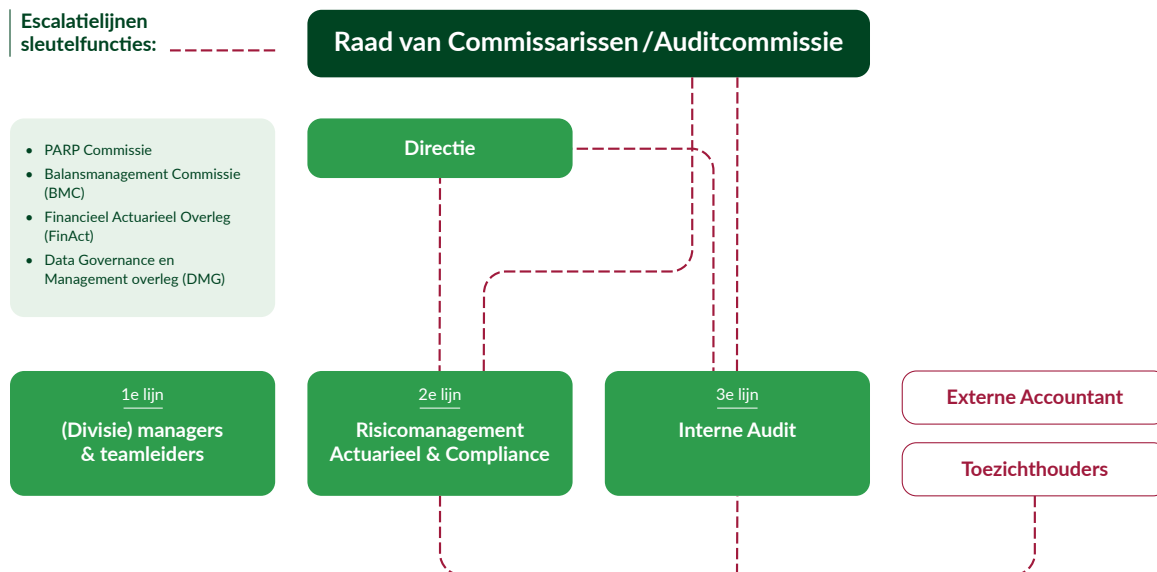 Escalatielijnen
sleutelfuncties:
Raad van Commissarissen/Auditcommissie
• PARP Commissie
• Balansmanagement Commissie
(BMC)
• Financieel Actuarieel Overleg
(FinAct)
• Data Governance en
Management overleg (DMG)
Directie
1e lijn
(Divisie) managers
& teamleiders
2e lijn
Risicomanagement
Actuarieel & Compliance
3e lijn
Interne Audit
Externe Accountant
Toezichthouders